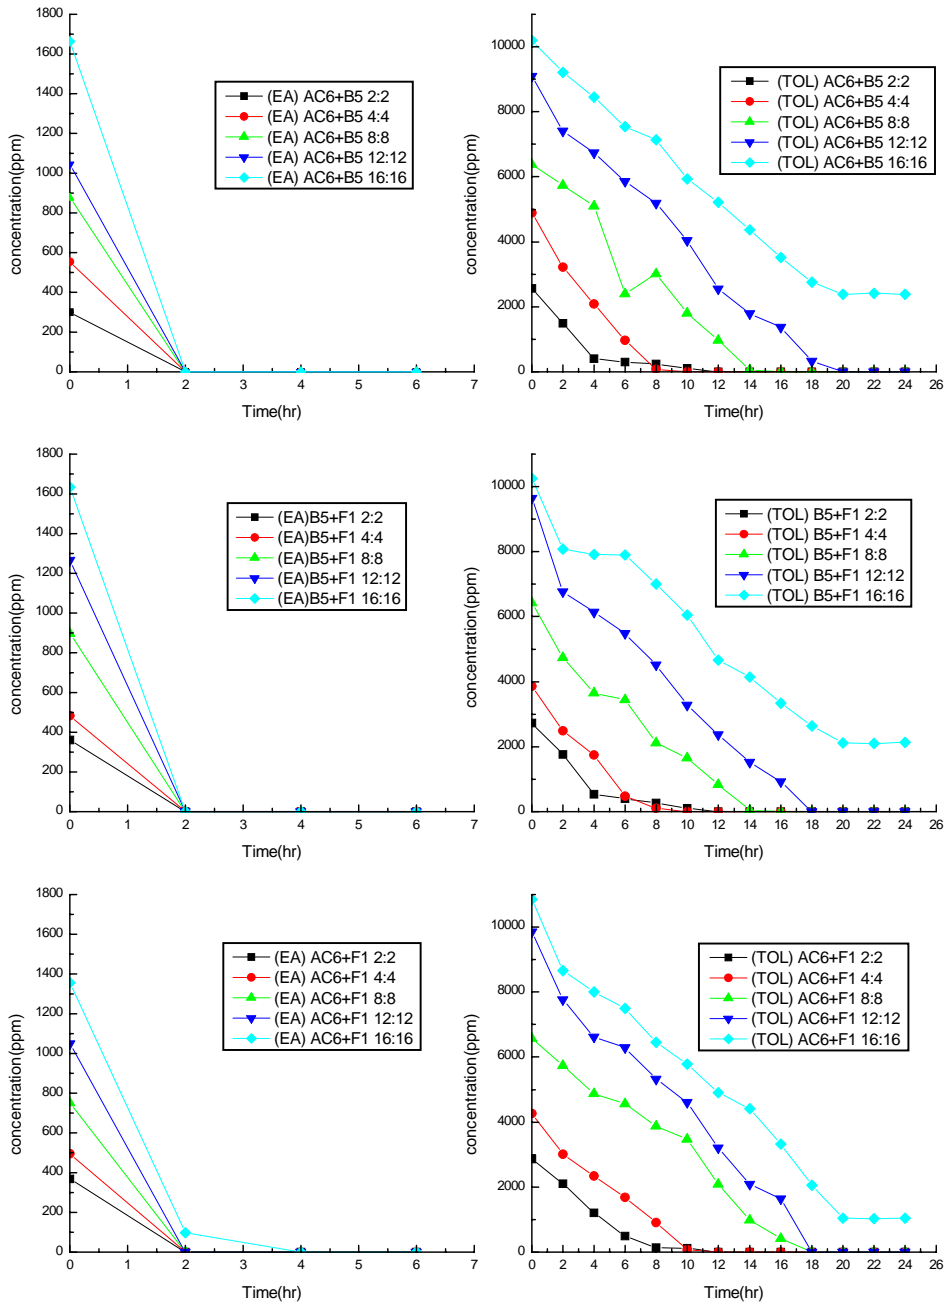 1800
1600
1400
1200
1000
800
600
400
200
0
concentration(ppm)
(EA) AC6+B5 2:2
(EA) AC6+B5 4:4
(EA) AC6+B5 8:8
(EA) AC6+B5 12:12
(EA) AC6+B5 16:16
0 1 2 3 4 5 6 7
Time(hr)
10000
8000
6000
4000
2000
0
concentration(ppm)
(TOL) AC6+B5 2:2
(TOL) AC6+B5 4:4
(TOL) AC6+B5 8:8
(TOL) AC6+B5 12:12
(TOL) AC6+B5 16:16
0 2 4 6 8 10 12 14 16 18 20 22 24 26
Time(hr)
1800
1600
1400
1200
1000
800
600
400
200
0
concentration(ppm)
(EA)B5+F1 2:2
(EA)B5+F1 4:4
(EA)B5+F1 8:8
(EA)B5+F1 12:12
(EA)B5+F1 16:16
0 1 2 3 4 5 6 7
Time(hr)
10000
8000
6000
4000
2000
0
concentration(ppm)
(TOL) B5+F1 2:2
(TOL) B5+F1 4:4
(TOL) B5+F1 8:8
(TOL) B5+F1 12:12
(TOL) B5+F1 16:16
0 2 4 6 8 10 12 14 16 18 20 22 24 26
Time(hr)
1800
1600
1400
1200
1000
800
600
400
200
0
concentration(ppm)
(EA) AC6+F1 2:2
(EA) AC6+F1 4:4
(EA) AC6+F1 8:8
(EA) AC6+F1 12:12
(EA) AC6+F1 16:16
0 1 2 3 4 5 6 7
Time(hr)
10000
8000
6000
4000
2000
0
concentration(ppm)
(TOL) AC6+F1 2:2
(TOL) AC6+F1 4:4
(TOL) AC6+F1 8:8
(TOL) AC6+F1 12:12
(TOL) AC6+F1 16:16
0 2 4 6 8 10 12 14 16 18 20 22 24 26
Time(hr)